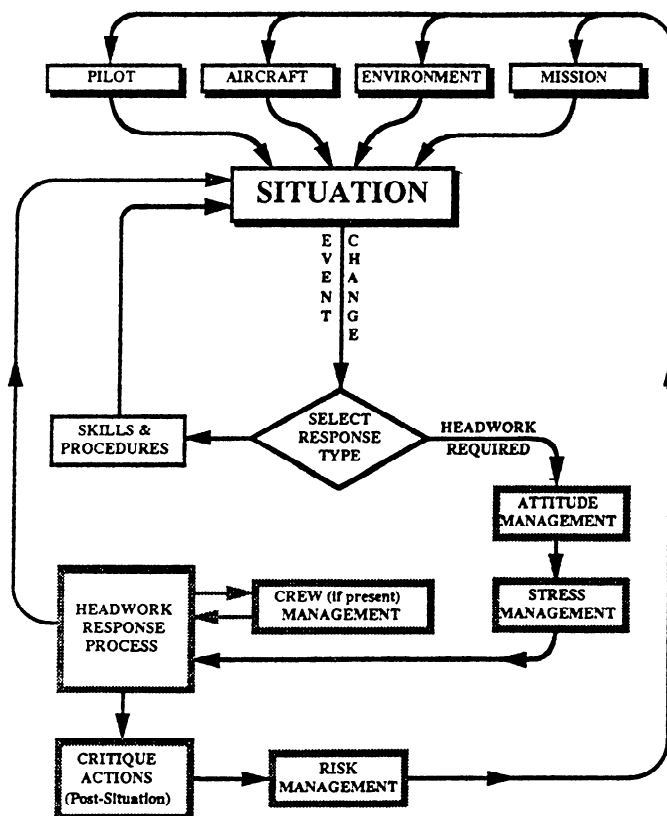 PILOT
AIRCRAFT
ENVIRONMENT
MISSION
SITUATION
EVENT
CHANGE
SELECT
RESPONSE
TYPE
HEADWORK
REQUIRED
SKILLS &
PROCEDURES
ATTITUDE
MANAGEMENT
STRESS
MANAGEMENT
HEADWORK
RESPONSE
PROCESS
CREW (if present)
MANAGEMENT
CRITIQUE
ACTIONS
(Post-Situation)
RISK
MANAGEMENT